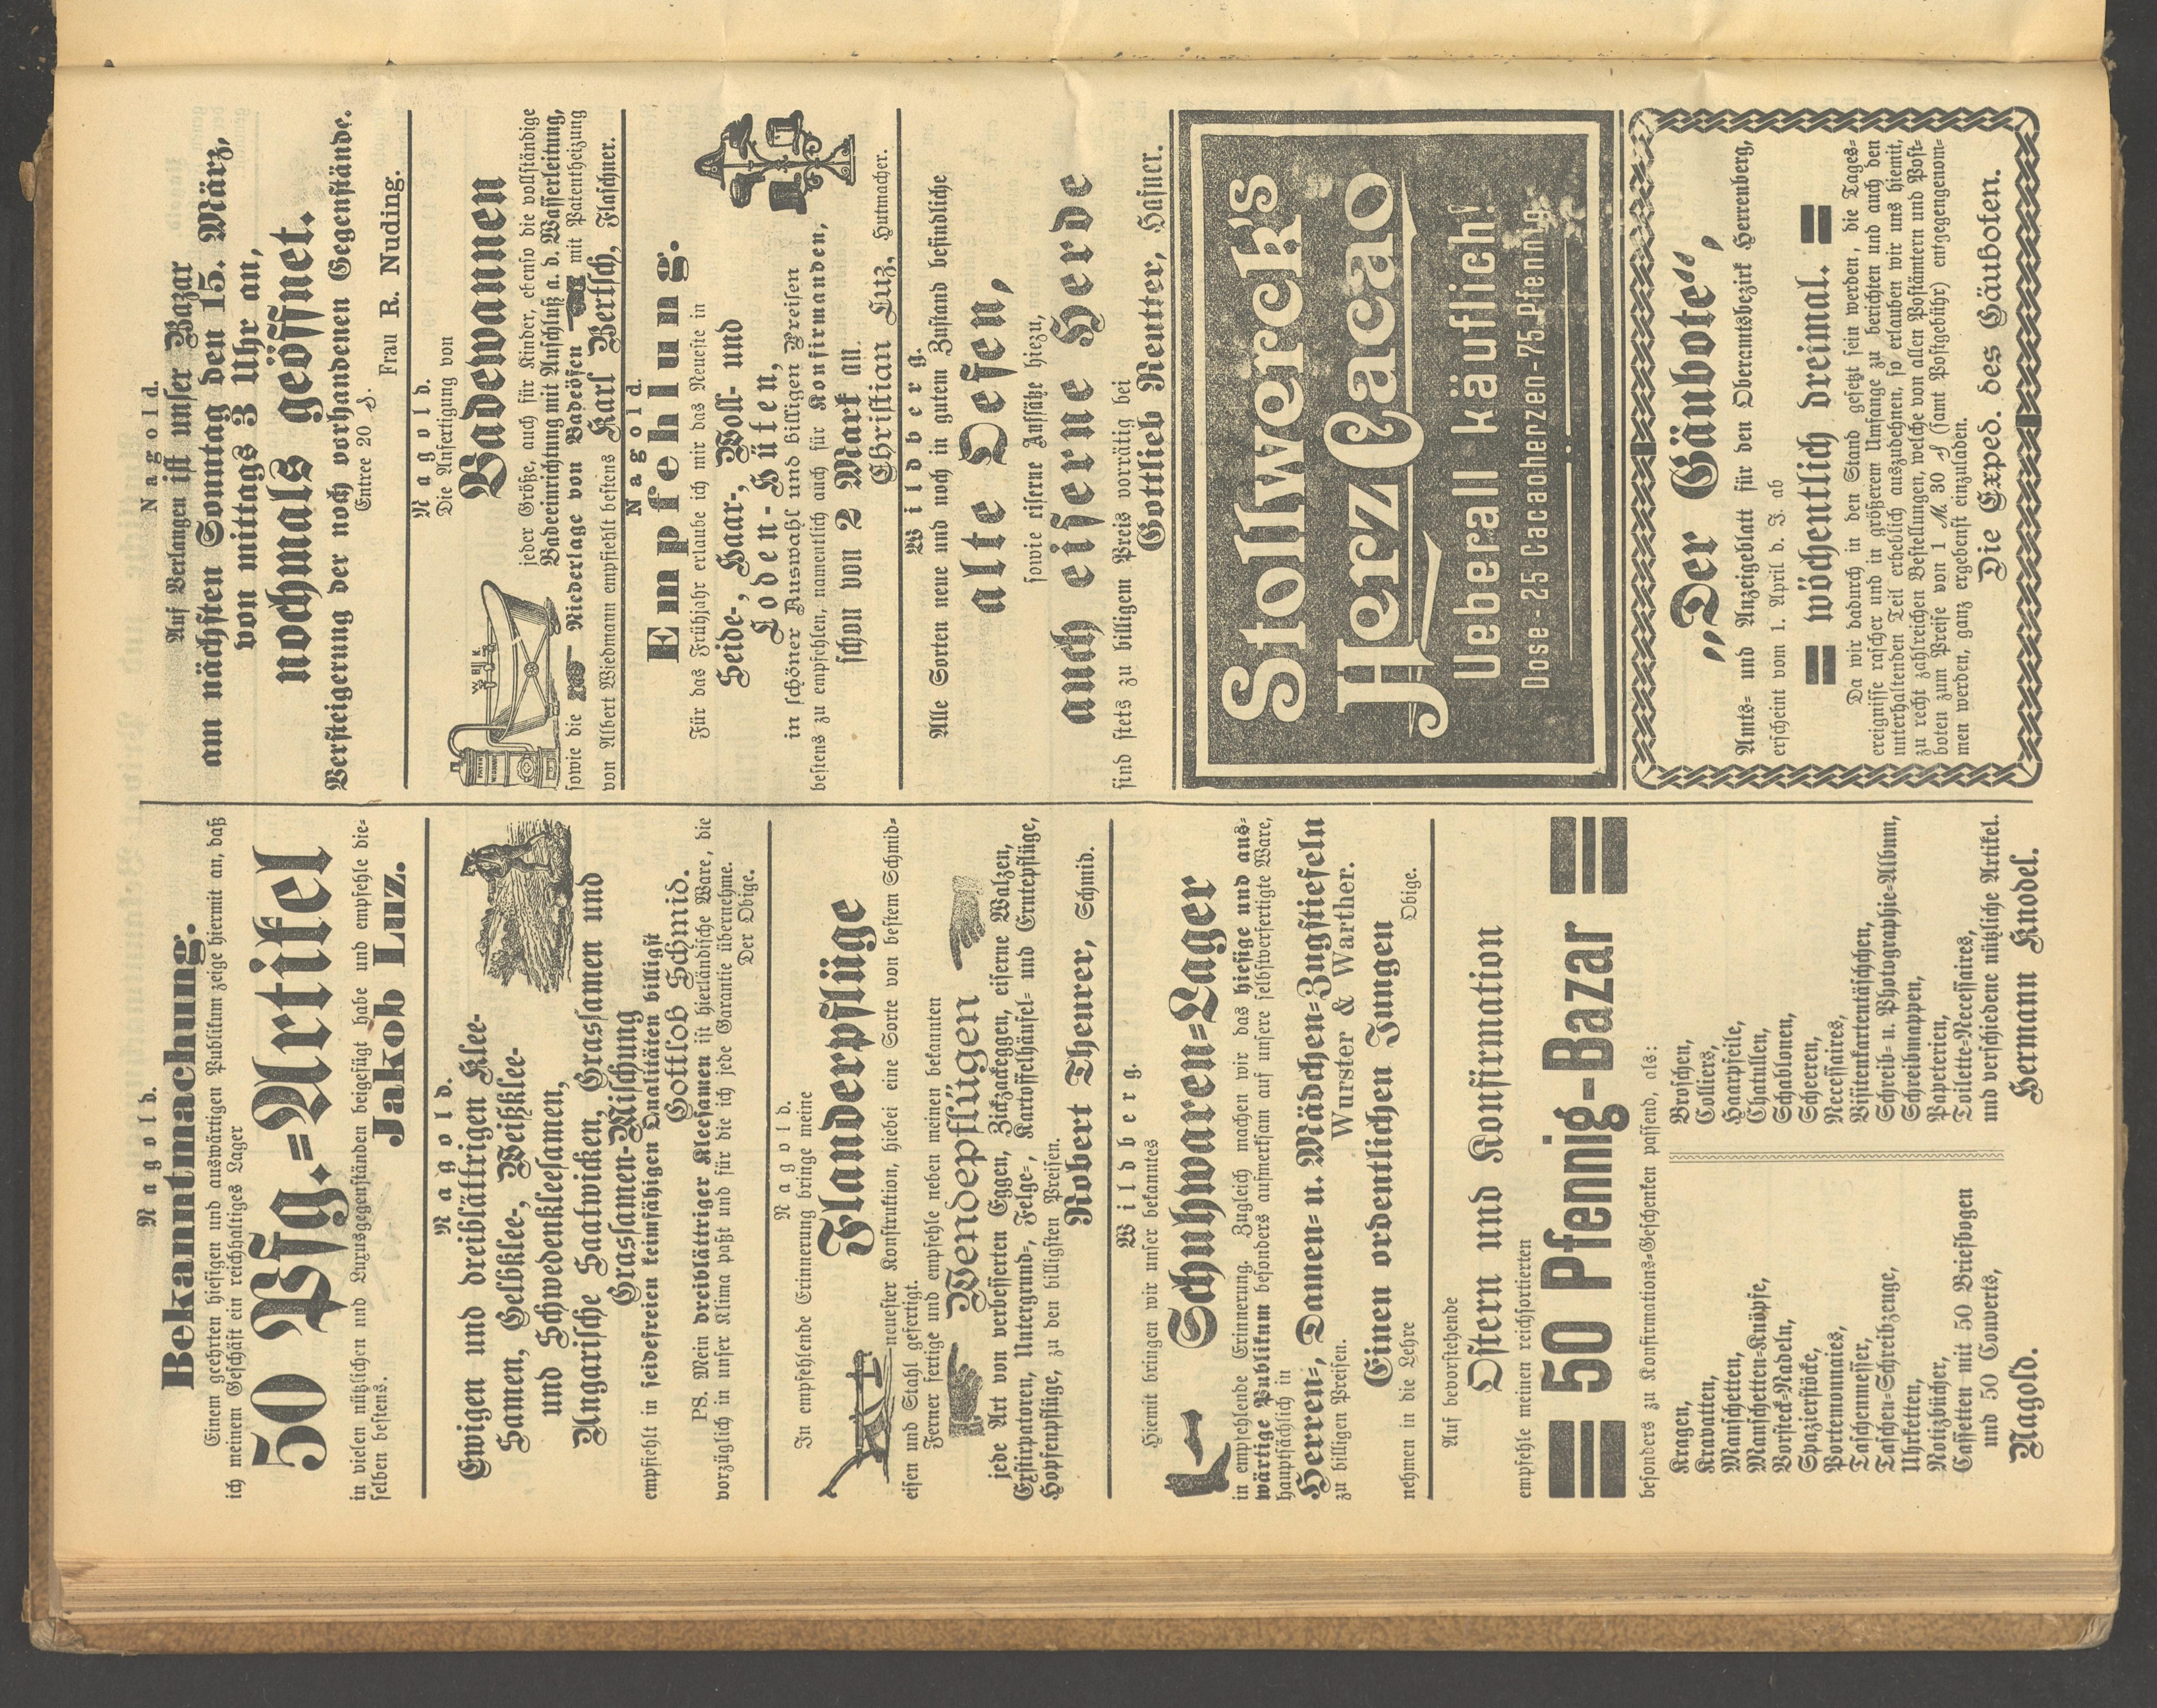 Nagold.
Bekanntmachung.
Einem geehrten hiesigen und auswärtigen Publikum zeige hiermit an, daß
ich meinem Geschäft ein reichhaltiges Lager
50 Pfg.=Artikel
in vielen nützlichen und Luxusgegenständen beigefügt habe und empfehle die=
selben bestens.
Jakob Luz.
Nagold.
Ewigen und dreiblättrigen Klee=
Samen, Gelbklee=, Weißklee=
und Schwedenkleesamen,
Ungarische Saatwicken, Grassamen und
Grassamen=Mischung
empfiehlt in seidefreien keimfähigen Qualitäten billigst
Gottlob Schmid.
PS. Mein dreiblättriger Kleesamen ist hierländische Ware, die
vorzüglich in unser Klima paßt und für die ich jede Garantie übernehme.
Der Obige.
Nagold.
In empfehlende Erinnerung bringe meine
Flanderpflüge
neuester Konstruktion, hiebei eine Sorte von bestem Schmid=
eisen und Stahl gefertigt.
Ferner fertige und empfehle neben meinen bekannten
Wendepflügen
jede Art von verbesserten Eggen, Zickzackeggen, eiserne Walzen,
Exstirpatoren, Untergrund=, Felge=, Kartoffelhäufel= und Erntepflüge,
Hopfenpflüge, zu den billigsten Preisen.
Robert Theurer, Schmid.
Wildberg.
Hiemit bringen wir unser bekanntes
Schuhwaren=Lager
in empfehlende Erinnerung. Zugleich machen wir das hiesige und aus=
wärtige Publikum besonders aufmerksam auf unsere selbstverfertigte Ware,
hauptsächlich in
Herren=, Damen= u. Mädchen=Zugstiefeln
zu billigen Preisen.
Wurster & Warther.
Einen ordentlichen Jungen
nehmen in die Lehre
Obige.
Auf bevorstehende
Ostern und Konfirmation
empfehle meinen reichsortierten
50 Pfennig-Bazar
besonders zu Konfirmations=Geschenken passend, als:
Kragen,
Kravatten,
Manschetten,
Manschetten=Knöpfe,
Vorsteck=Nadeln,
Spazierstöcke,
Portemonnaies,
Taschenmesser,
Taschen=Schreibzeuge,
Uhrketten,
Notizbücher,
Cassetten mit 50 Briefbogen
und 50 Couverts,
Broschen,
Colliers,
Haarpfeile,
Chatullen,
Schablonen,
Scheeren,
Necessaires,
Visitenkartentäschchen,
Schreib= u. Photographie=Album,
Schreibmappen,
Papeterien,
Toilette=Necessaires,
und verschiedene nützliche Artikel.
Nagold. Hermann Knodel.
Nagold.
Auf Verlangen ist unser Bazar
am nächsten Sonntag den 15. März,
von mittags 3 Uhr an,
nochmals geöffnet.
Versteigerung der noch vorhandenen Gegenstände.
Entree 20 ₰.
Frau R. Nuding.
Nagold.
Die Anfertigung von
Badewannen
jeder Größe, auch für Kinder, ebenso die vollständige
Badeeinrichtung mit Anschluß a. d. Wasserleitung,
sowie die Niederlage von Badeöfen mit Patentheizung
von Albert Wiedmann empfiehlt bestens Karl Bertsch, Flaschner.
Nagold.
Empfehlung.
Für das Frühjahr erlaube ich mir das Neueste in
Seide-, Haar-, Woll- und
Loden-Hüten,
in schöner Auswahl und billigen Preisen
bestens zu empfehlen, namentlich auch für Konfirmanden,
schon von 2 Mark an.
Christian Luz, Hutmacher.
Wildberg.
Alle Sorten neue und noch in gutem Zustand befindliche
alte Oefen,
sowie eiserne Aufsätze hiezu,
auch eiserne Herde
sind stets zu billigem Preis vorrätig bei
Gottlieb Rentter, Hafner.
Stollwerck's
Herz Cacao
Ueberall käuflich!
Dose-25 Cacaoherzen-75 Pfennig.
„Der Gäubote“,
Amts= und Anzeigeblatt für den Oberamtsbezirk Herrenberg,
erscheint vom 1. April d. J. ab
wöchentlich dreimal.
Da wir dadurch in den Stand gesetzt sein werden, die Tages=
ereignisse rascher und in größerem Umfange zu berichten und auch den
unterhaltenden Teil erheblich auszudehnen, so erlauben wir uns hiemit,
zu recht zahlreichen Bestellungen, welche von allen Postämtern und Post=
boten zum Preise von 1 M. 30 ₰ (samt Postgebühr) entgegengenom=
men werden, ganz ergebenst einzuladen.
Die Exped. des Gäuboten.